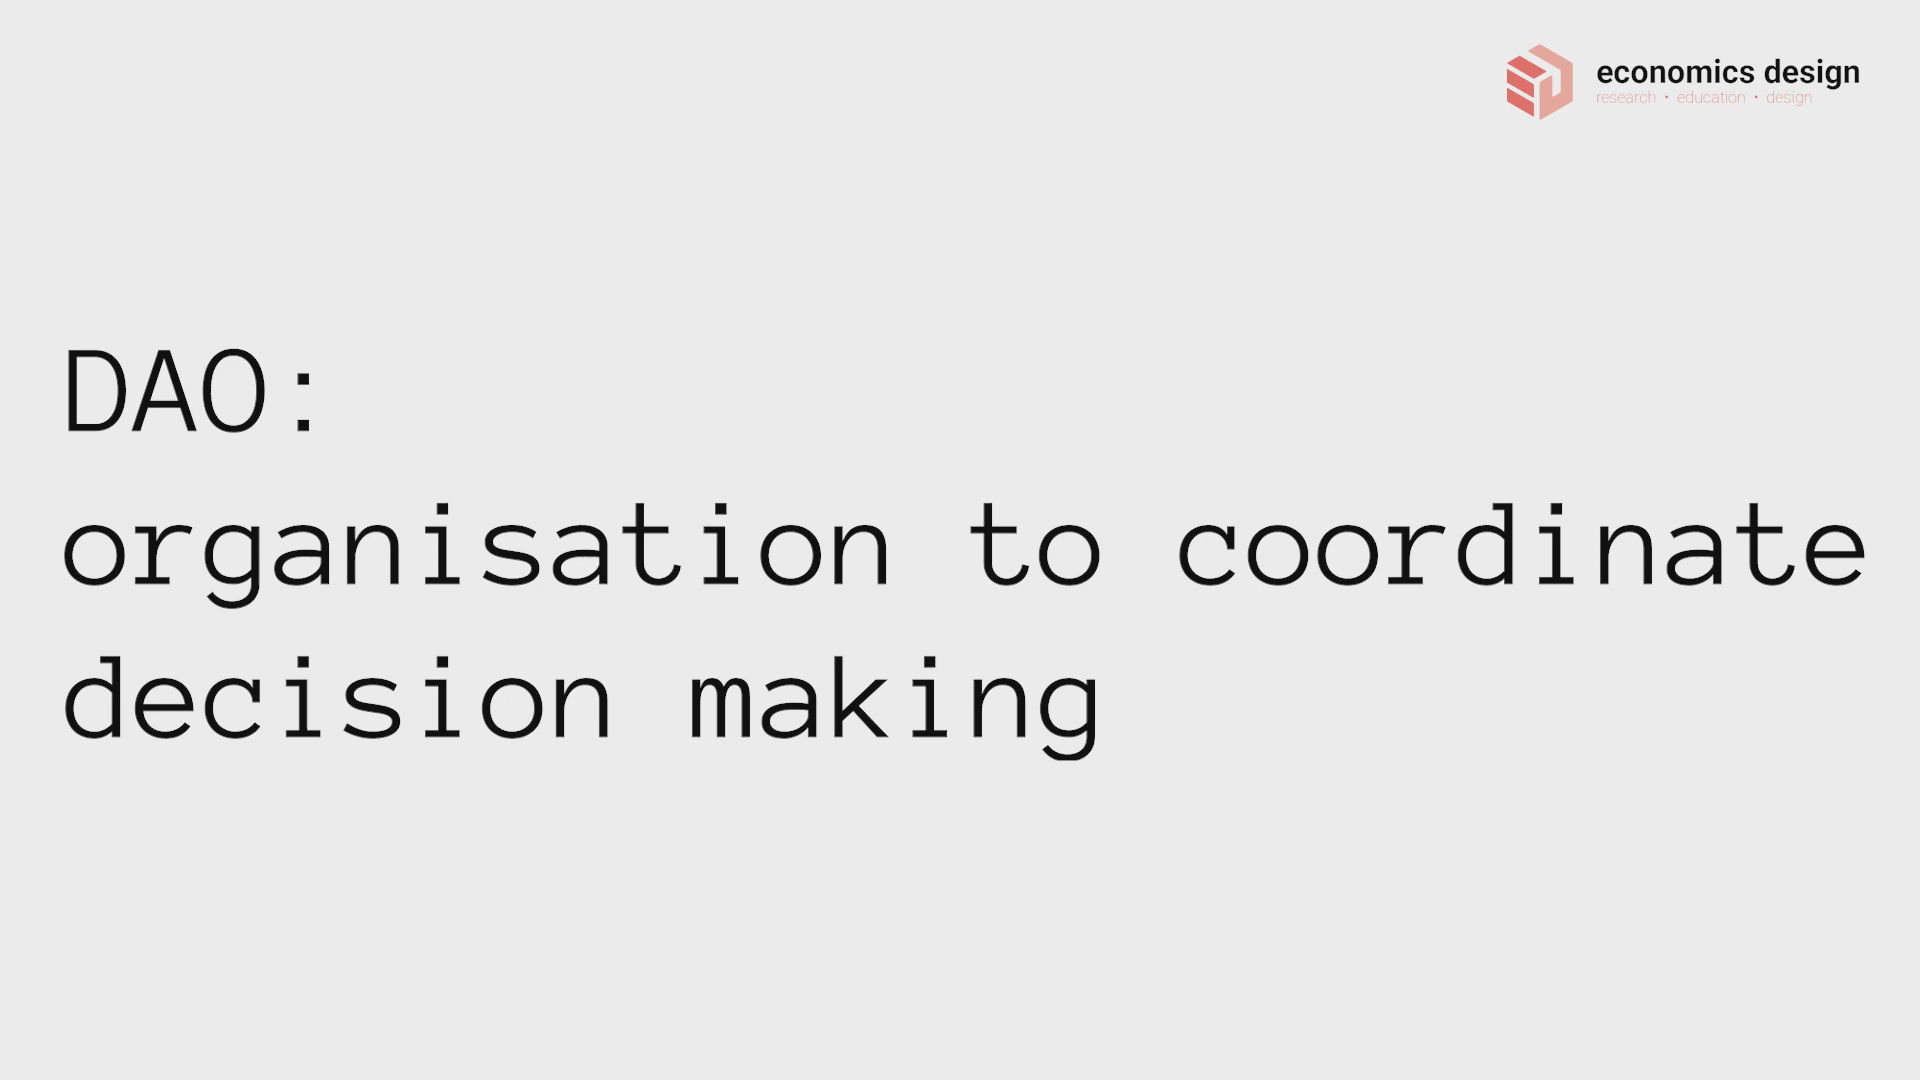 economics design
research • education • design
DAO:
organisation to coordinate
decision making